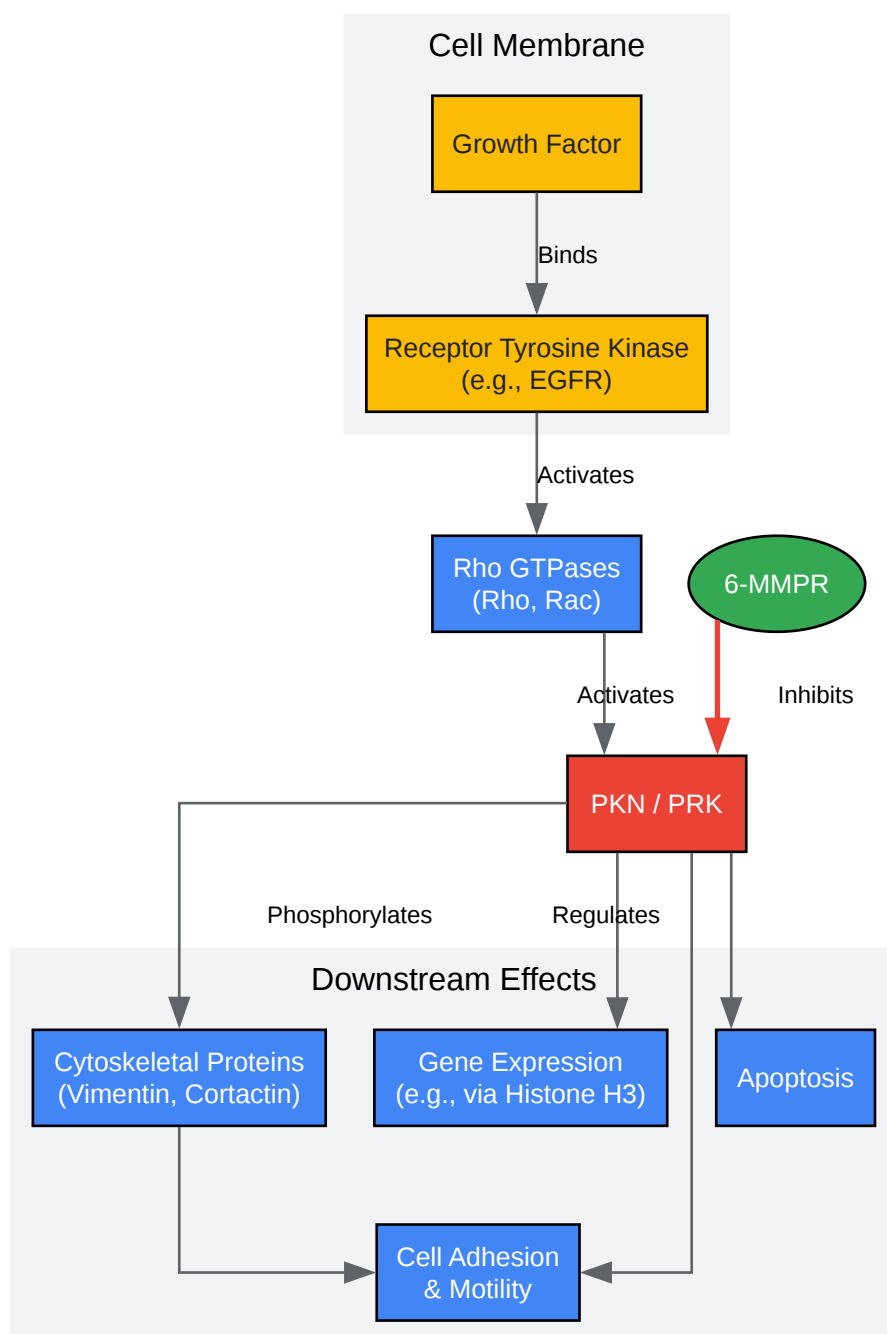 Cell Membrane
Growth Factor
Binds
Receptor Tyrosine Kinase
(e.g., EGFR)
Activates
Rho GTPases
(Rho, Rac)
6-MMPR
Activates
Inhibits
PKN / PRK
Phosphorylates
Regulates
Downstream Effects
Cytoskeletal Proteins
(Vimentin, Cortactin)
Gene Expression
(e.g., via Histone H3)
Apoptosis
Cell Adhesion
& Motility